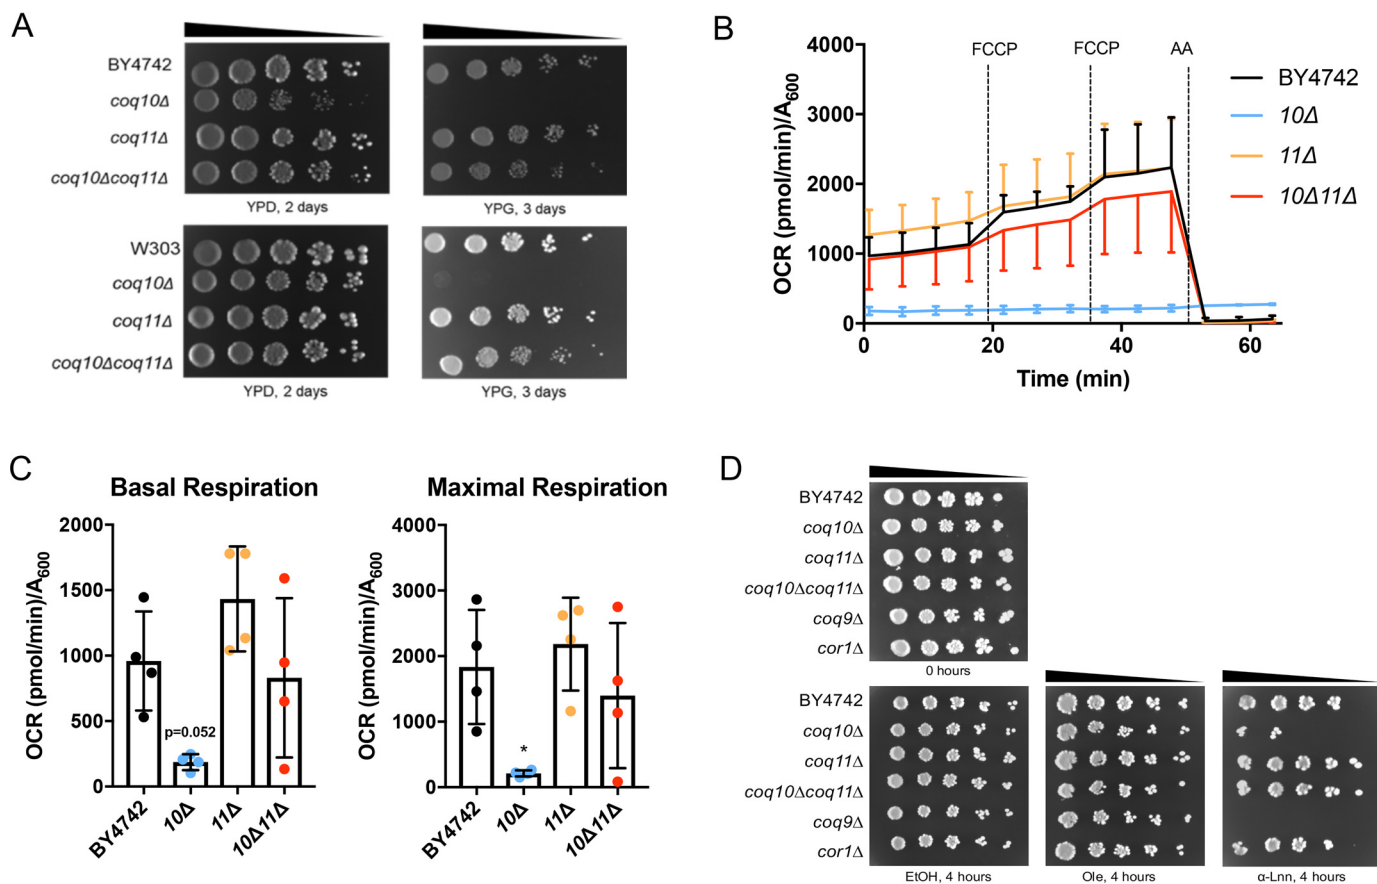 A
BY4742
coq10Δ
coq11Δ
coq10Δcoq11Δ
YPD, 2 days
YPG, 3 days
W303
coq10Δ
coq11Δ
coq10Δcoq11Δ
YPD, 2 days
YPG, 3 days
B
OCR (pmol/min)/A600
4000
3000
2000
1000
0
0
20
40
60
Time (min)
FCCP
FCCP
AA
BY4742
10Δ
11Δ
10Δ11Δ
C
Basal Respiration
OCR (pmol/min)/A600
2000
1500
1000
500
0
p=0.052
BY4742
10Δ
11Δ
10Δ11Δ
Maximal Respiration
OCR (pmol/min)/A600
4000
3000
2000
1000
0
*
BY4742
10Δ
11Δ
10Δ11Δ
D
BY4742
coq10Δ
coq11Δ
coq10Δcoq11Δ
coq9Δ
cor1Δ
0 hours
BY4742
coq10Δ
coq11Δ
coq10Δcoq11Δ
coq9Δ
cor1Δ
EtOH, 4 hours
Ole, 4 hours
α-Lnn, 4 hours